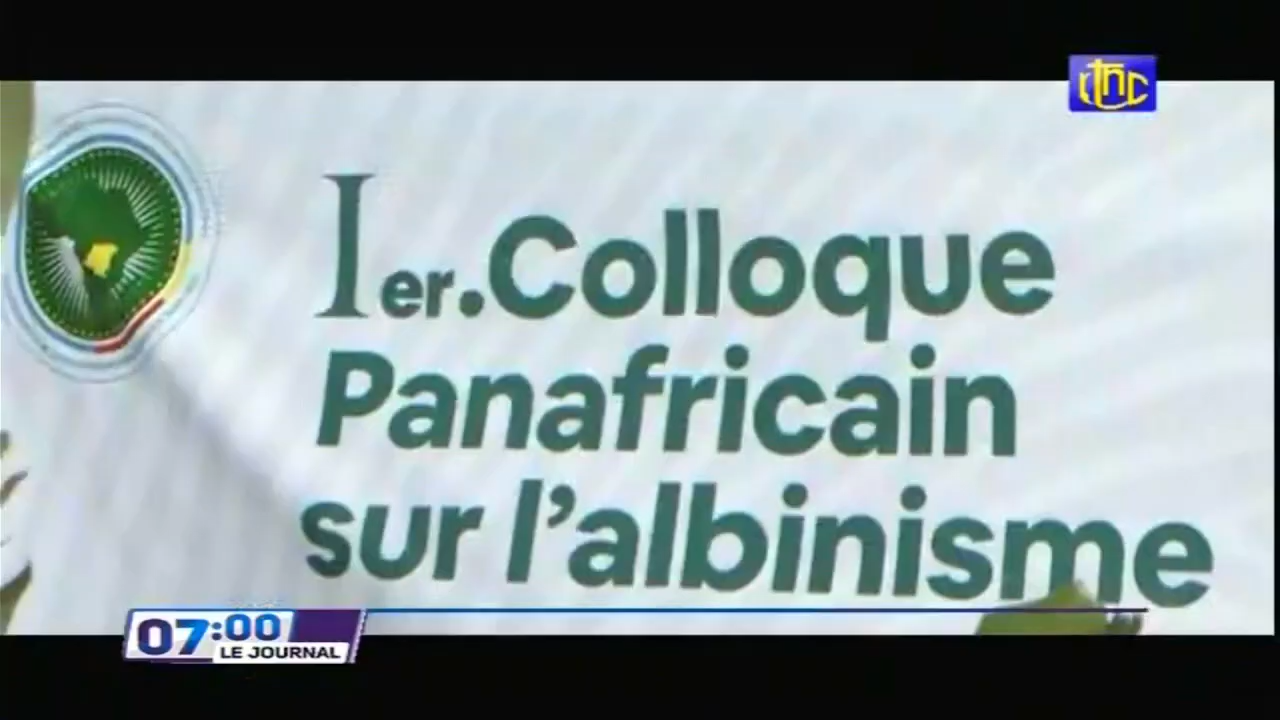 rtnc
Ier.Colloque
Panafricain
sur l'albinisme
07:00
LE JOURNAL